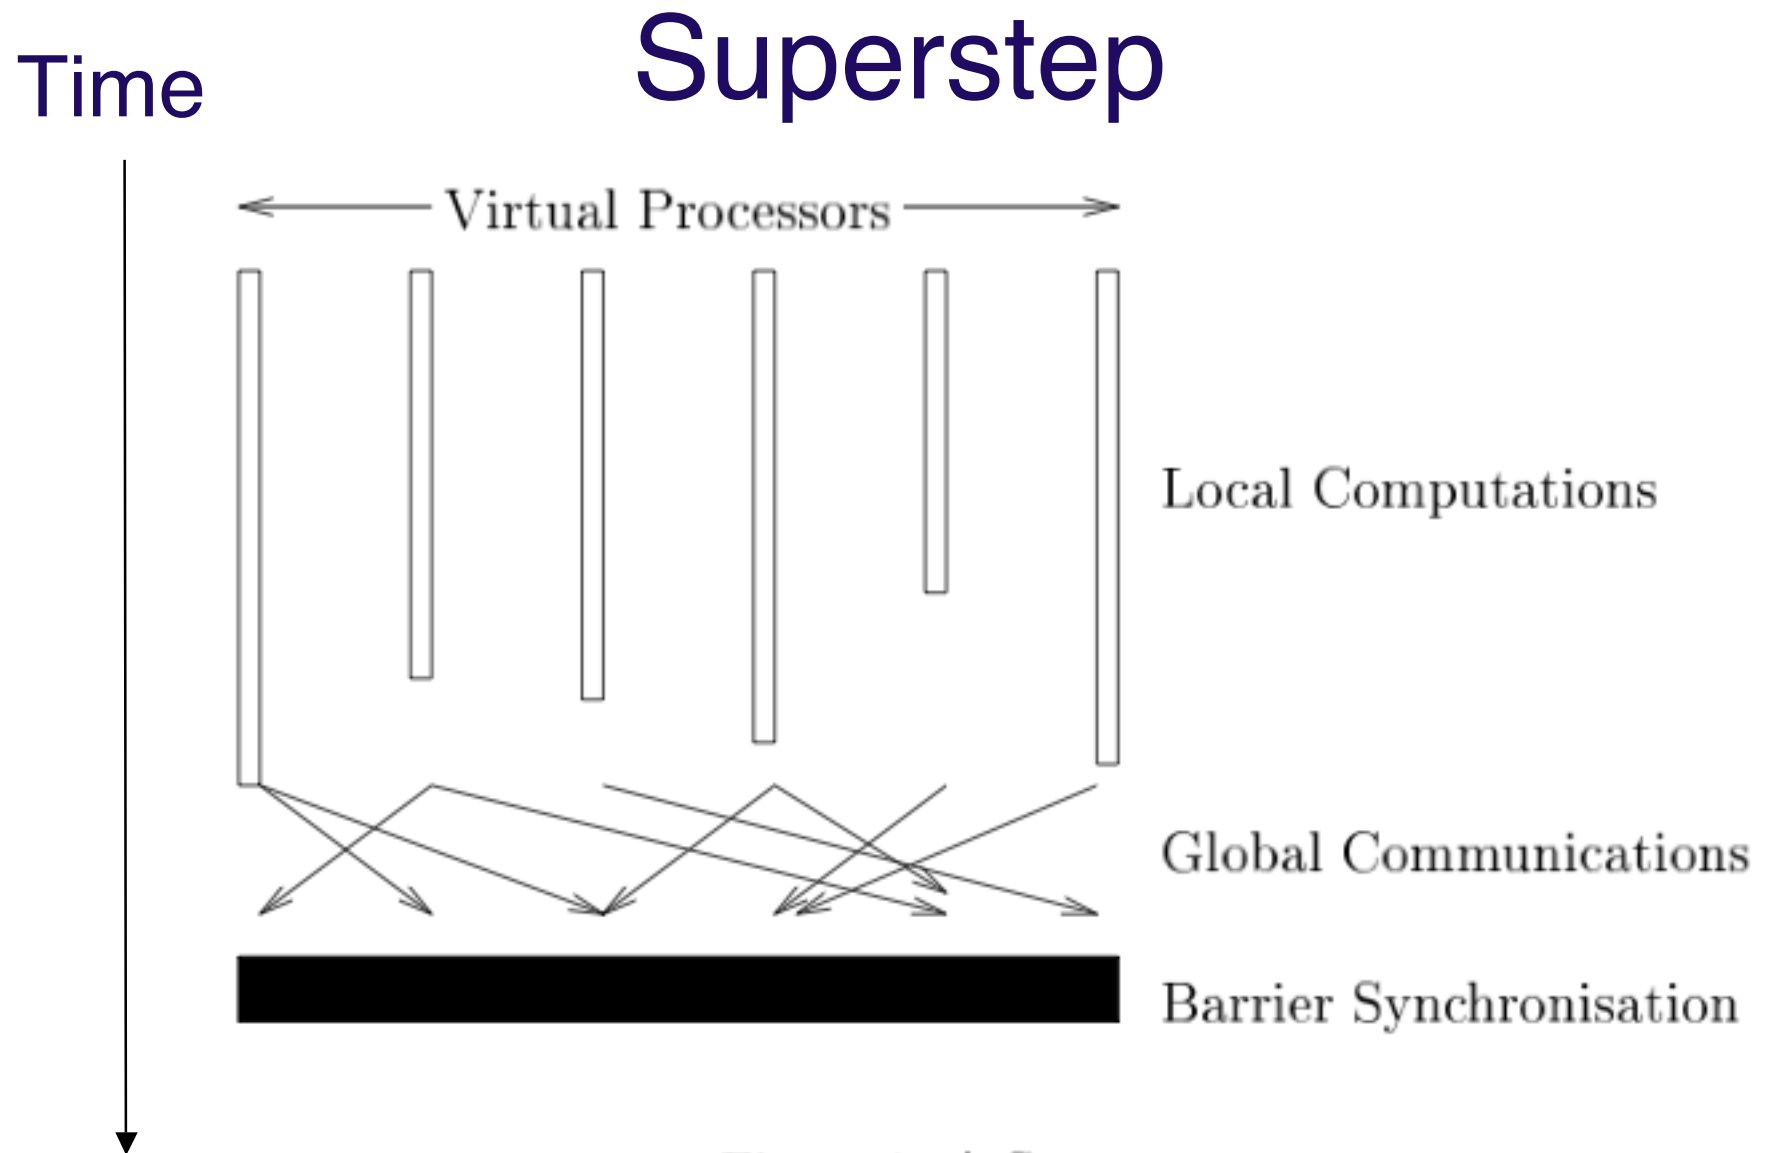 Superstep
Time
Virtual Processors
Local Computations
Global Communications
Barrier Synchronisation